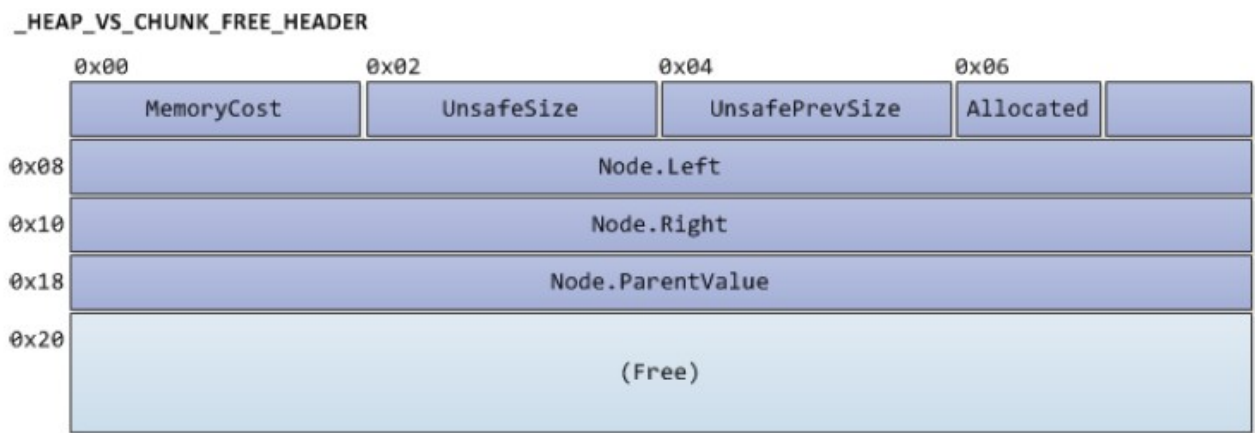 _HEAP_VS_CHUNK_FREE_HEADER
0x00 0x02 0x04 0x06
MemoryCost UnsafeSize UnsafePrevSize Allocated
0x08 Node.Left
0x10 Node.Right
0x18 Node.ParentValue
0x20
(Free)